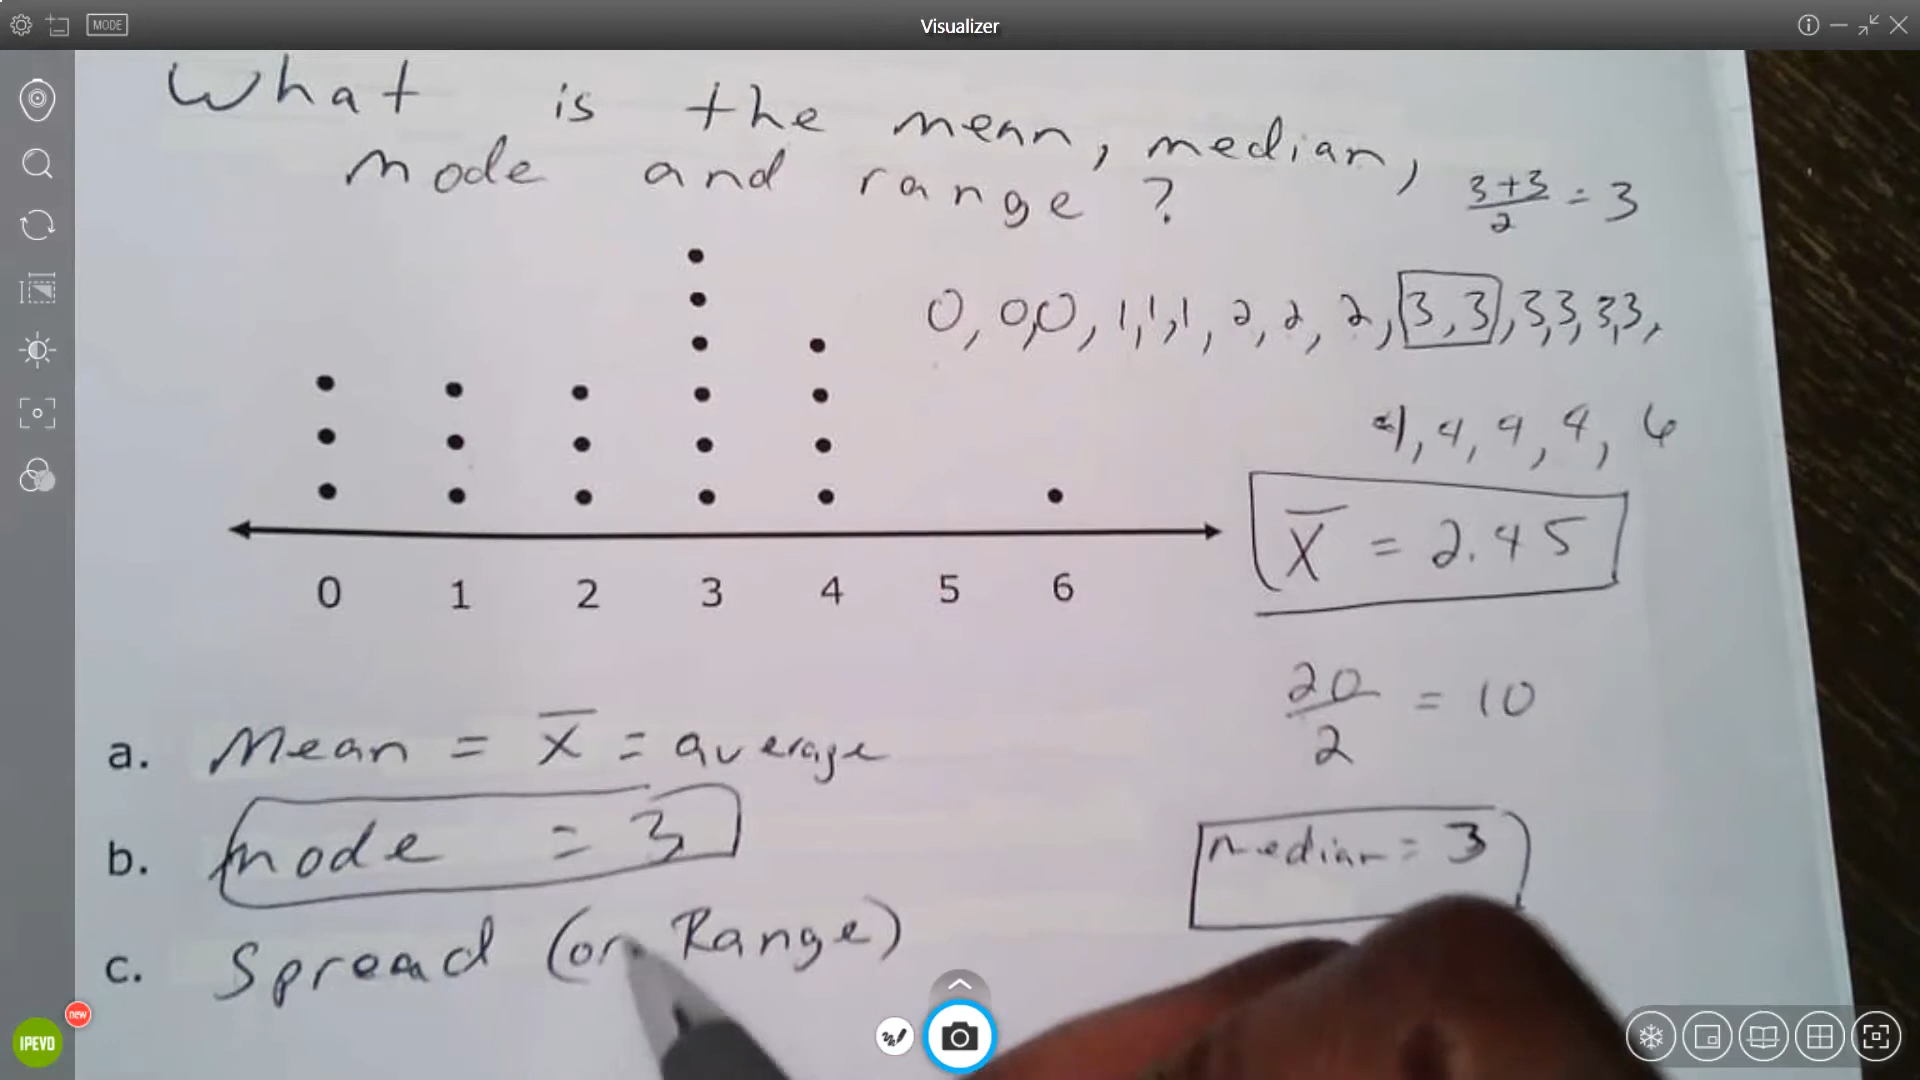 MODE
Visualizer
What is the mean, median,
mode and range?
3+3
2
= 3
0, 0,0, 1,1,1, 2, 2, 2, 3, 3, 3,3, 3,3,
4, 4, 4, 4, 6
0 1 2 3 4 5 6
X̄ = 2.45
20
2
= 10
a. Mean = X̄ = average
b. mode = 3
median = 3
c. Spread (or Range)
new
IPEVO